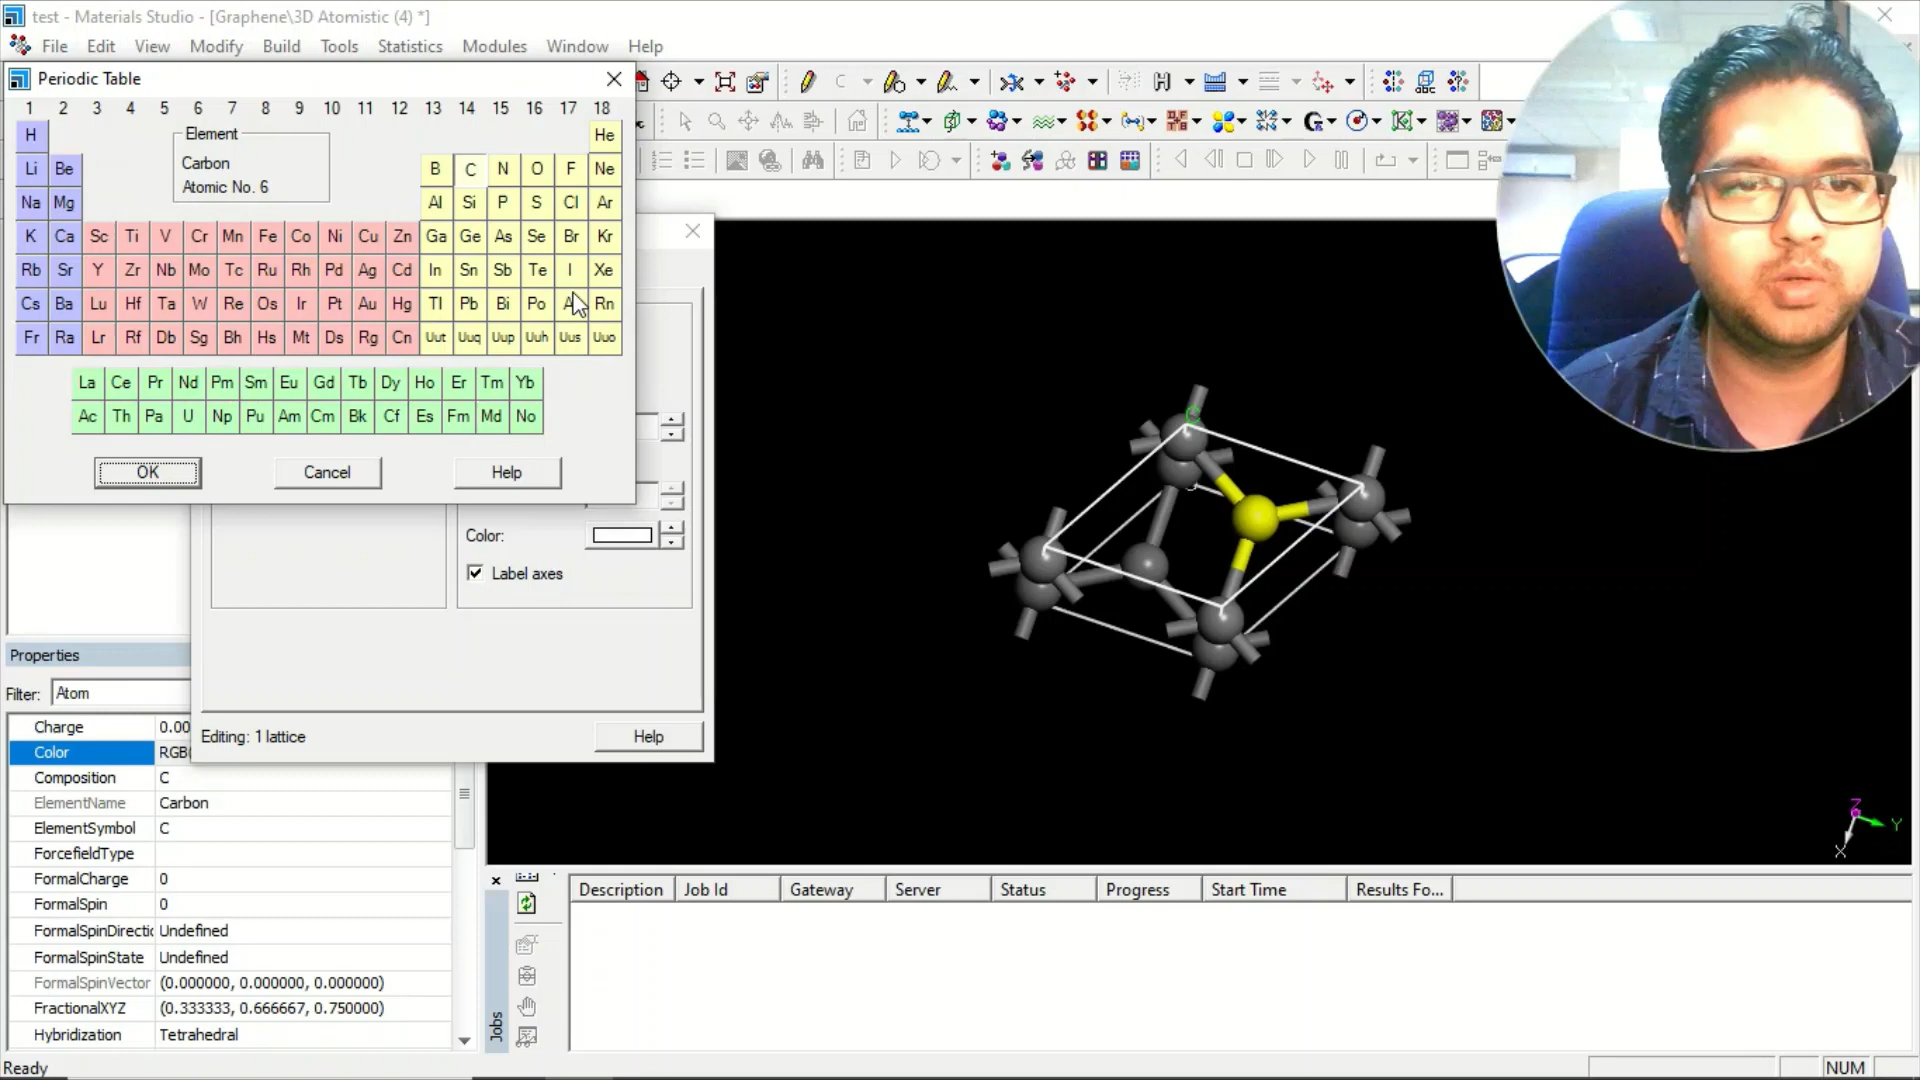 test - Materials Studio - [Graphene\3D Atomistic (4) *]
File Edit View Modify Build Tools Statistics Modules Window Help
Periodic Table
1 2 3 4 5 6 7 8 9 10 11 12 13 14 15 16 17 18
H He
Element
Carbon
Atomic No. 6
Li Be B C N O F Ne
Na Mg Al Si P S Cl Ar
K Ca Sc Ti V Cr Mn Fe Co Ni Cu Zn Ga Ge As Se Br Kr
Rb Sr Y Zr Nb Mo Tc Ru Rh Pd Ag Cd In Sn Sb Te I Xe
Cs Ba Lu Hf Ta W Re Os Ir Pt Au Hg Tl Pb Bi Po Rn
Fr Ra Lr Rf Db Sg Bh Hs Mt Ds Rg Cn Uut Uuq Uup Uuh Uus Uuo
La Ce Pr Nd Pm Sm Eu Gd Tb Dy Ho Er Tm Yb
Ac Th Pa U Np Pu Am Cm Bk Cf Es Fm Md No
OK Cancel Help
Color:
Label axes
Editing: 1 lattice Help
Properties
Filter: Atom
Charge 0.00
Color RGB
Composition C
ElementName Carbon
ElementSymbol C
ForcefieldType
FormalCharge 0
FormalSpin 0
FormalSpinDirectic Undefined
FormalSpinState Undefined
FormalSpinVector (0.000000, 0.000000, 0.000000)
FractionalXYZ (0.333333, 0.666667, 0.750000)
Hybridization Tetrahedral
Z
Y
X
Jobs
Description Job Id Gateway Server Status Progress Start Time Results Fo...
Ready NUM